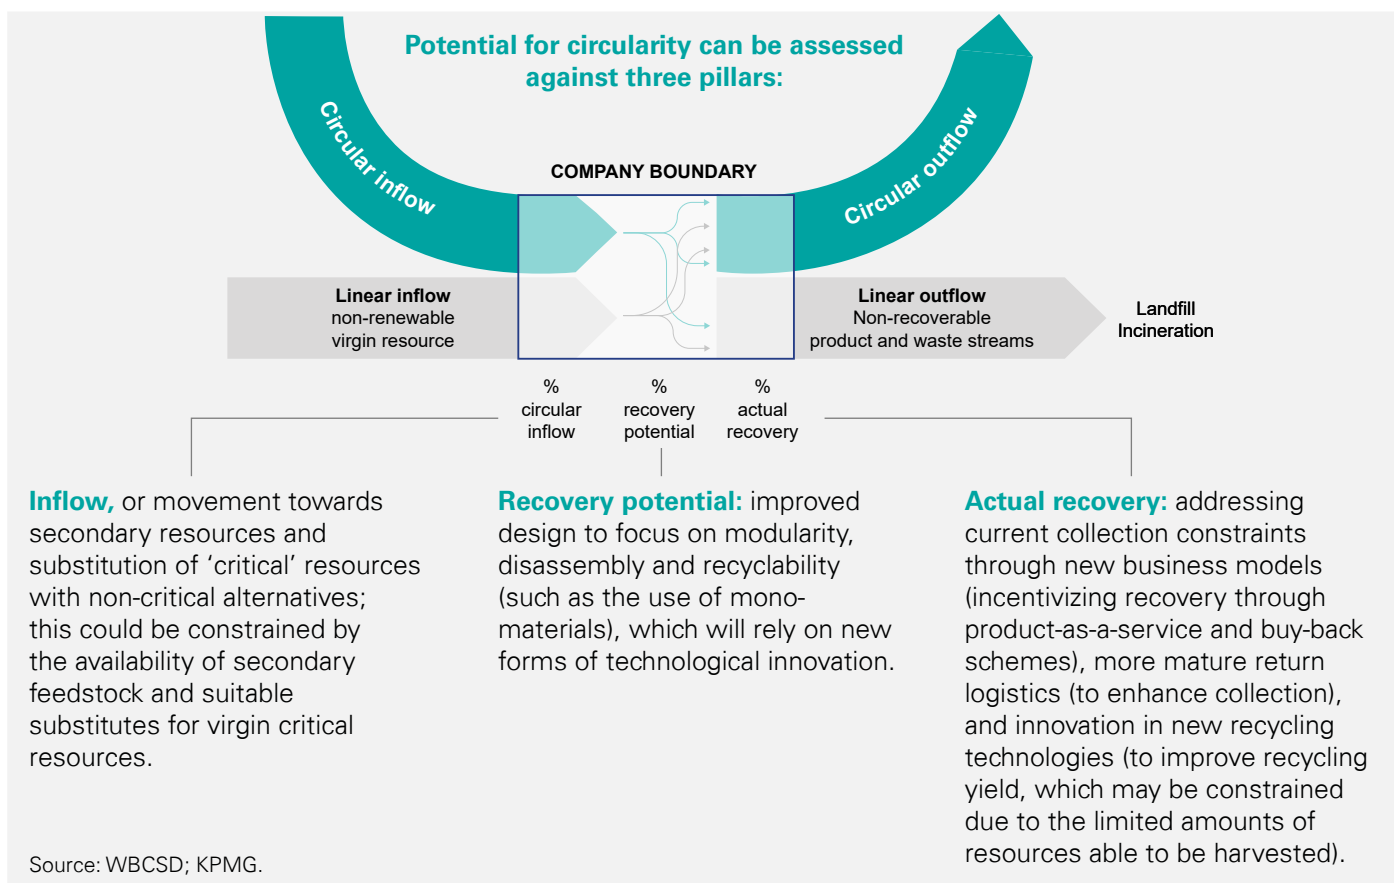 Potential for circularity can be assessed
against three pillars:
Circular inflow
Circular outflow
COMPANY BOUNDARY
Linear inflow
non-renewable
virgin resource
Linear outflow
Non-recoverable
product and waste streams
Landfill
Incineration
%
circular
inflow
%
recovery
potential
%
actual
recovery
Inflow, or movement towards
secondary resources and
substitution of ‘critical’ resources
with non-critical alternatives;
this could be constrained by
the availability of secondary
feedstock and suitable
substitutes for virgin critical
resources.
Recovery potential: improved
design to focus on modularity,
disassembly and recyclability
(such as the use of mono-
materials), which will rely on new
forms of technological innovation.
Actual recovery: addressing
current collection constraints
through new business models
(incentivizing recovery through
product-as-a-service and buy-back
schemes), more mature return
logistics (to enhance collection),
and innovation in new recycling
technologies (to improve recycling
yield, which may be constrained
due to the limited amounts of
resources able to be harvested).
Source: WBCSD; KPMG.